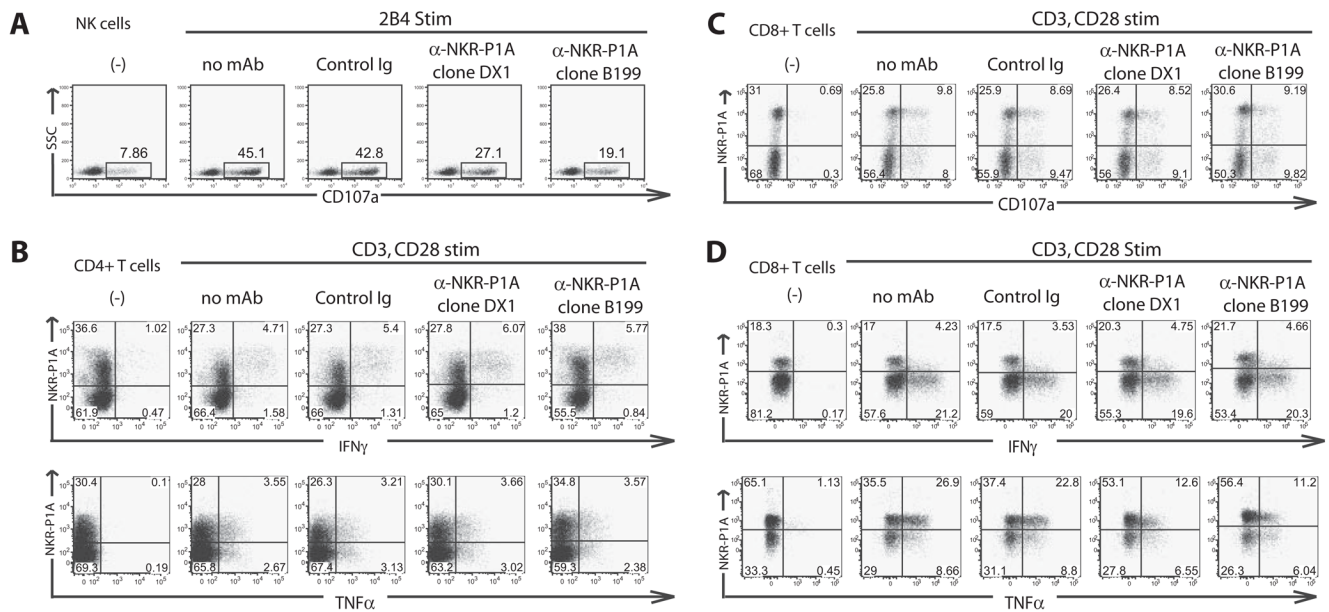 A
NK cells
2B4 Stim
(-)
no mAb
Control Ig
α-NKR-P1A
clone DX1
α-NKR-P1A
clone B199
SSC
7.86
45.1
42.8
27.1
19.1
CD107a
B
CD4+ T cells
CD3, CD28 stim
(-)
no mAb
Control Ig
α-NKR-P1A
clone DX1
α-NKR-P1A
clone B199
NKR-P1A
36.6 1.02 27.3 4.71 27.3 5.4 27.8 6.07 38 5.77
61.9 0.47 66.4 1.58 66 1.31 65 1.2 55.5 0.84
IFNγ
NKR-P1A
30.4 0.1 28 3.55 26.3 3.21 30.1 3.66 34.8 3.57
69.3 0.19 65.8 2.67 67.4 3.13 63.2 3.02 59.3 2.38
TNFα
C
CD8+ T cells
CD3, CD28 stim
(-)
no mAb
Control Ig
α-NKR-P1A
clone DX1
α-NKR-P1A
clone B199
NKR-P1A
31 0.69 25.8 9.8 25.9 8.69 26.4 8.52 30.6 9.19
68 0.3 56.4 8 55.9 9.47 56 9.1 50.3 9.82
CD107a
D
CD8+ T cells
CD3, CD28 Stim
(-)
no mAb
Control Ig
α-NKR-P1A
clone DX1
α-NKR-P1A
clone B199
NKR-P1A
18.3 0.3 17 4.23 17.5 3.53 20.3 4.75 21.7 4.66
81.2 0.17 57.6 21.2 59 20 55.3 19.6 53.4 20.3
IFNγ
NKR-P1A
65.1 1.13 35.5 26.9 37.4 22.8 53.1 12.6 56.4 11.2
33.3 0.45 29 8.66 31.1 8.8 27.8 6.55 26.3 6.04
TNFα